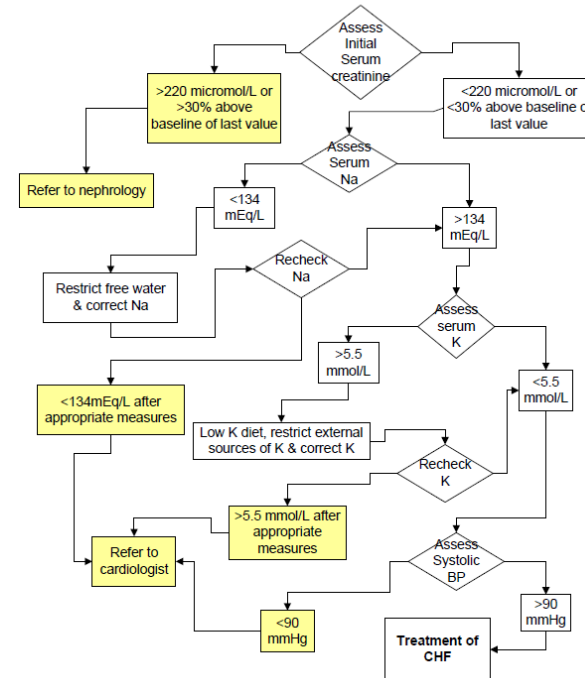 Assess
Initial
Serum
creatinine
>220 micromol/L or
>30% above
baseline of last value
<220 micromol/L or
<30% above baseline of
last value
Assess
Serum
Na
Refer to nephrology
<134
mEq/L
>134
mEq/L
Recheck
Na
Restrict free water
& correct Na
Assess
serum
K
>5.5
mmol/L
<5.5
mmol/L
<134mEq/L after
appropriate measures
Low K diet, restrict external
sources of K & correct K
Recheck
K
>5.5 mmol/L after
appropriate
measures
Refer to
cardiologist
Assess
Systolic
BP
<90
mmHg
>90
mmHg
Treatment of
CHF